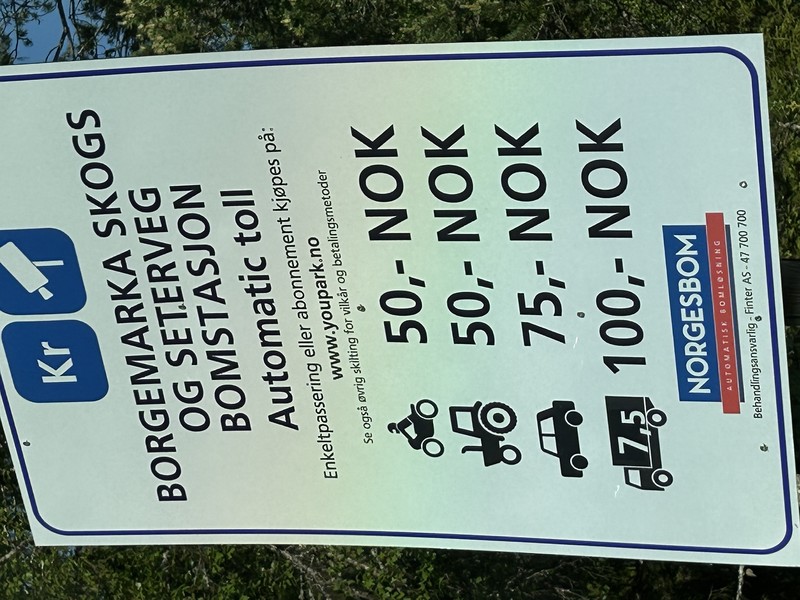 Kr
BORGEMARKA SKOGS
OG SETERVEG
BOMSTASJON
Automatic toll
Enkeltpassering eller abonnement kjøpes på:
www.youpark.no
Se også øvrig skilting for vilkår og betalingsmetoder
50,- NOK
50,- NOK
75,- NOK
7,5 100,- NOK
NORGESBOM
AUTOMATISK BOMLØSNING
Behandlingsansvarlig - Finter AS - 47 700 700